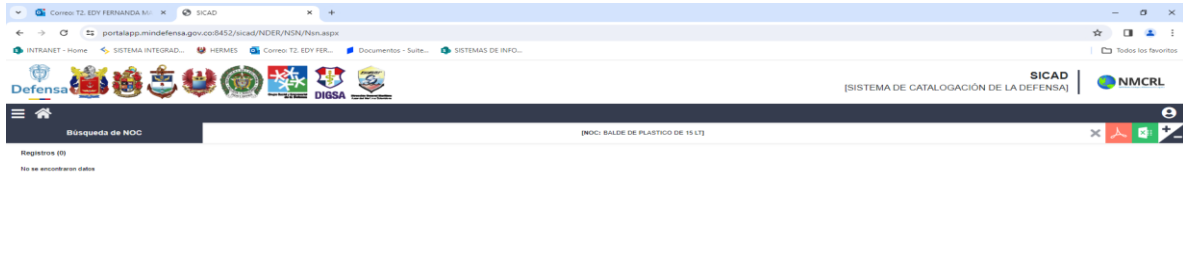 Correo: T2. EDY FERNANDA MA
SICAD
portalapp.mindefensa.gov.co:8452/sicad/NDER/NSN/Nsn.aspx
INTRANET - Home SISTEMA INTEGRAD... HERMES Correo: T2. EDY FER... Documentos - Suite... SISTEMAS DE INFO... Todos los favoritos
Defensa
DIGSA
SICAD
[SISTEMA DE CATALOGACIÓN DE LA DEFENSA]
NMCRL
Búsqueda de NOC
[NOC: BALDE DE PLASTICO DE 15 LT]
Registros (0)
No se encontraron datos